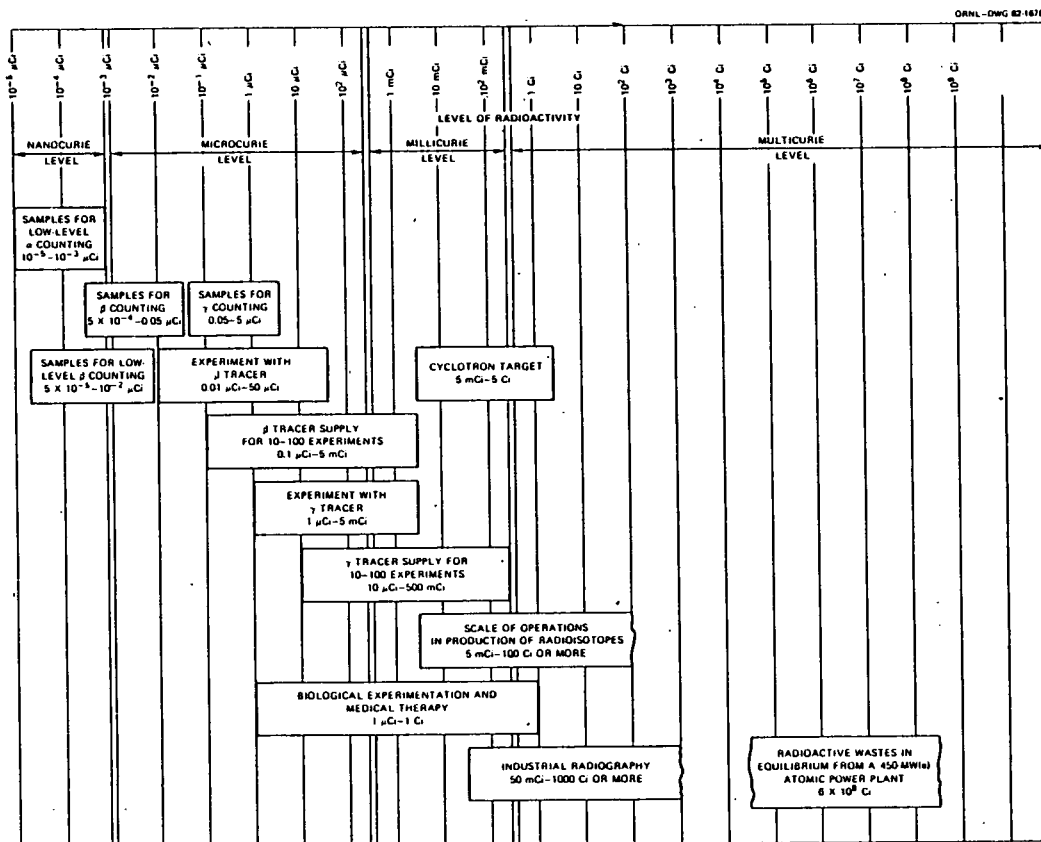 ORNL-DWG 82-1678
10⁻⁵ μCi
10⁻⁴ μCi
10⁻³ μCi
10⁻² μCi
10⁻¹ μCi
1 μCi
10 μCi
10² μCi
1 mCi
10 mCi
10² mCi
1 Ci
10 Ci
10² Ci
10³ Ci
10⁴ Ci
10⁵ Ci
10⁶ Ci
10⁷ Ci
10⁸ Ci
10⁹ Ci
LEVEL OF RADIOACTIVITY
NANOCURIE
LEVEL
MICROCURIE
LEVEL
MILLICURIE
LEVEL
MULTICURIE
LEVEL
SAMPLES FOR
LOW-LEVEL
α COUNTING
10⁻⁵–10⁻³ μCi
SAMPLES FOR
β COUNTING
5 X 10⁻⁴–0.05 μCi
SAMPLES FOR
γ COUNTING
0.05–5 μCi
SAMPLES FOR LOW-
LEVEL β COUNTING
5 X 10⁻⁵–10⁻² μCi
EXPERIMENT WITH
β TRACER
0.01 μCi–50 μCi
CYCLOTRON TARGET
5 mCi–5 Ci
β TRACER SUPPLY
FOR 10–100 EXPERIMENTS
0.1 μCi–5 mCi
EXPERIMENT WITH
γ TRACER
1 μCi–5 mCi
γ TRACER SUPPLY FOR
10–100 EXPERIMENTS
10 μCi–500 mCi
SCALE OF OPERATIONS
IN PRODUCTION OF RADIOISOTOPES
5 mCi–100 Ci OR MORE
BIOLOGICAL EXPERIMENTATION AND
MEDICAL THERAPY
1 μCi–1 Ci
INDUSTRIAL RADIOGRAPHY
50 mCi–1000 Ci OR MORE
RADIOACTIVE WASTES IN
EQUILIBRIUM FROM A 450-MW(e)
ATOMIC POWER PLANT
6 X 10⁸ Ci